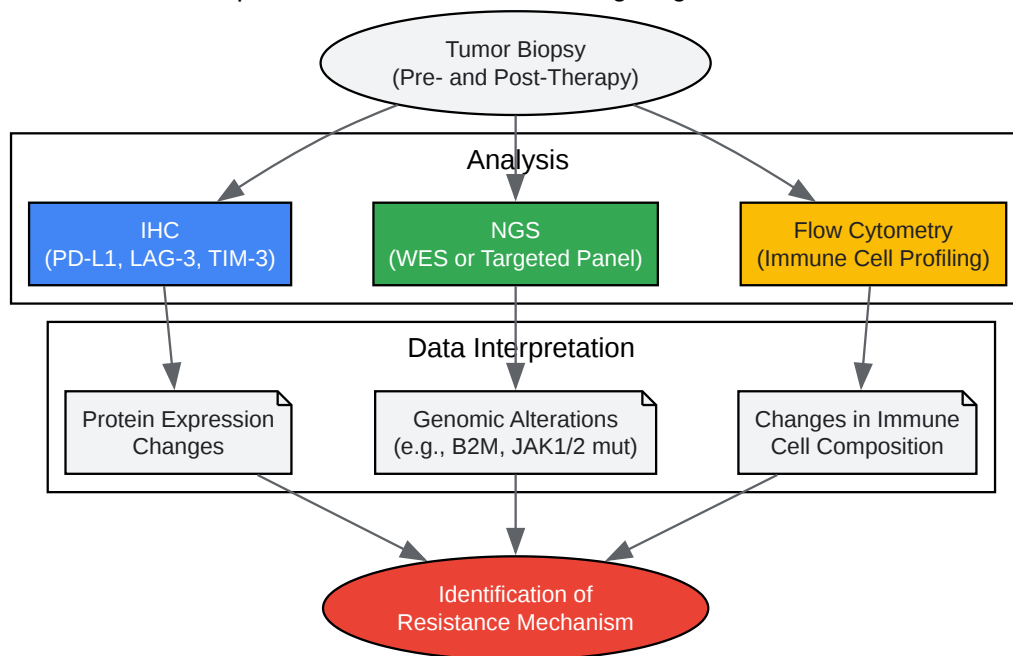 Tumor Biopsy
(Pre- and Post-Therapy)
Analysis
IHC
(PD-L1, LAG-3, TIM-3)
NGS
(WES or Targeted Panel)
Flow Cytometry
(Immune Cell Profiling)
Data Interpretation
Protein Expression
Changes
Genomic Alterations
(e.g., B2M, JAK1/2 mut)
Changes in Immune
Cell Composition
Identification of
Resistance Mechanism